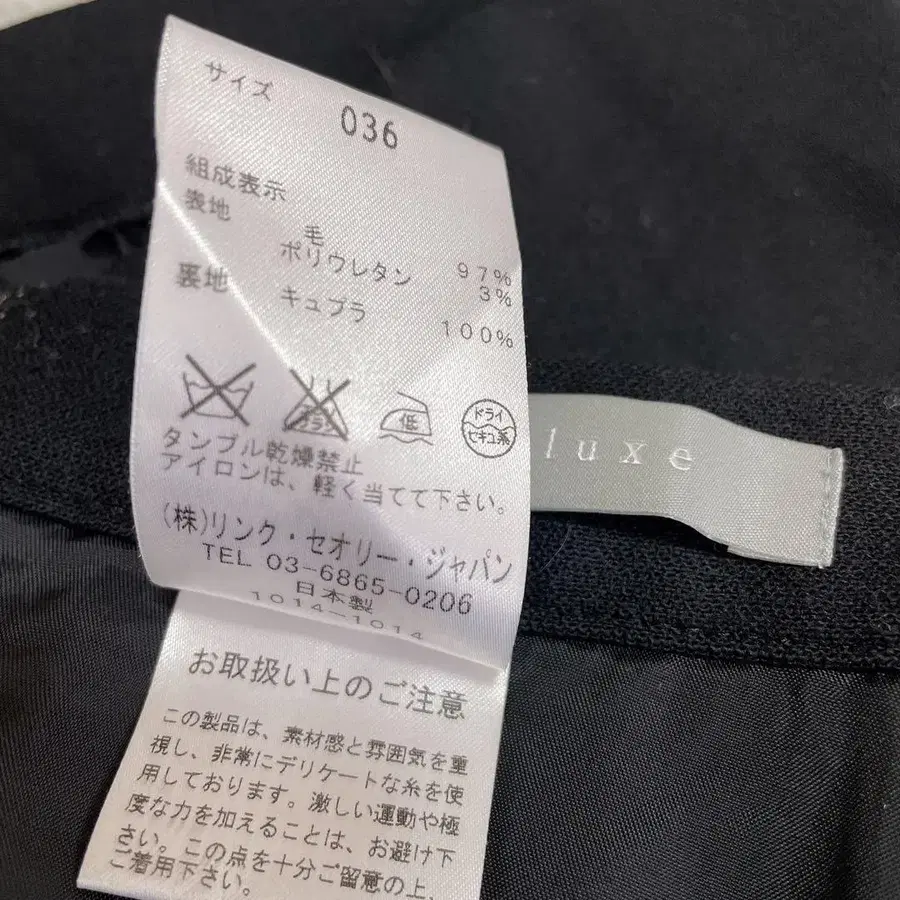 サイズ 036
組成表示
表地
毛 97%
ポリウレタン 3%
裏地 キュプラ 100%
低
ドライ
セキユ系
タンブル乾燥禁止
アイロンは、軽く当てて下さい。
(株)リンク・セオリー・ジャパン
TEL 03-6865-0206
日本製
1014-1014
luxe
お取扱い上のご注意
この製品は、素材感と雰囲気を重
視し、非常にデリケートな糸を使
用しております。激しい運動や極
度な力を加えることは、お避け下
さい。この点を十分ご留意の上、
ご着用下さい。